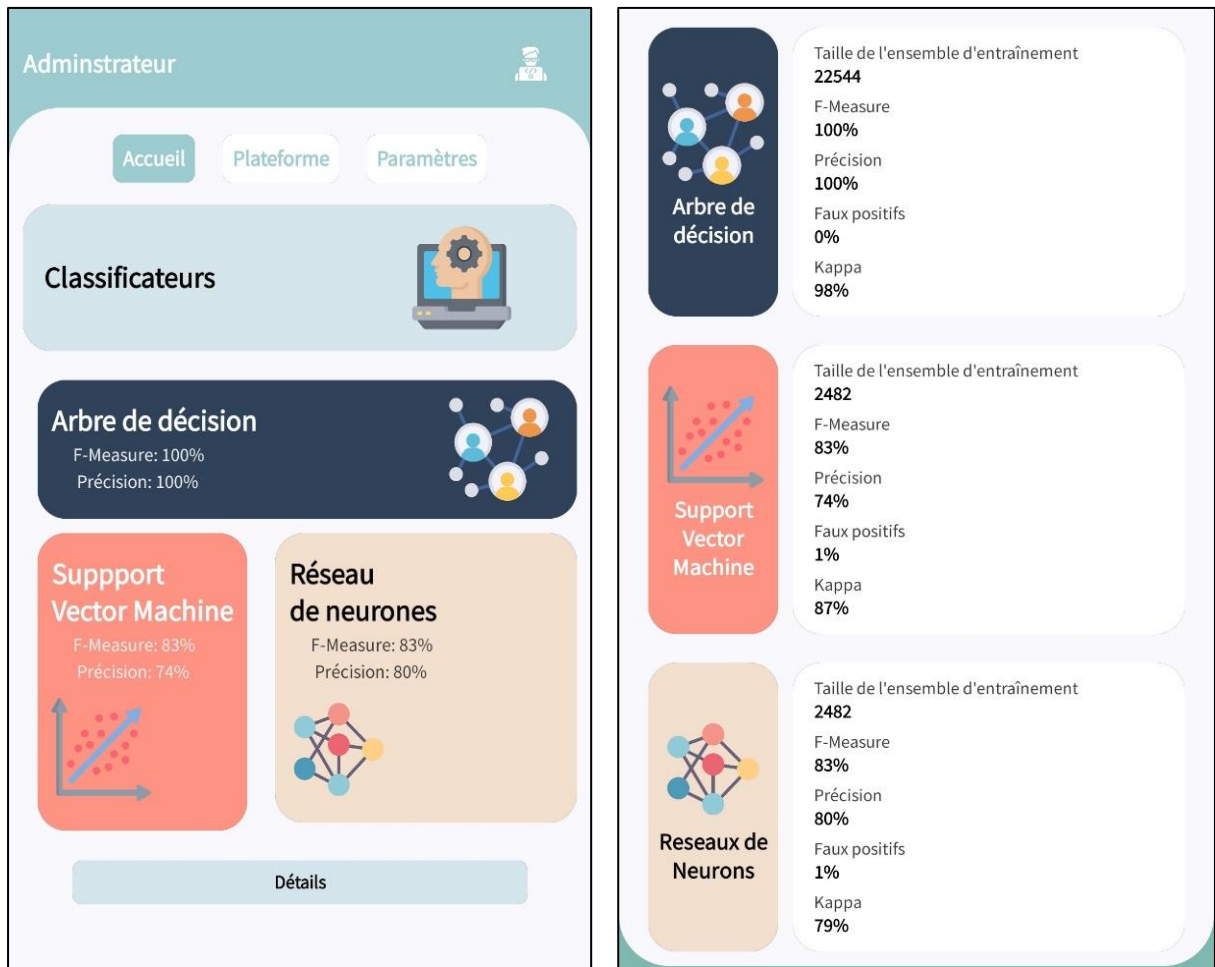 Adminstrateur
Accueil
Plateforme
Paramètres
Classificateurs
Arbre de décision
F-Measure: 100%
Précision: 100%
Suppport
Vector Machine
F-Measure: 83%
Précision: 74%
Réseau
de neurones
F-Measure: 83%
Précision: 80%
Détails
Arbre de
décision
Taille de l'ensemble d'entraînement
22544
F-Measure
100%
Précision
100%
Faux positifs
0%
Kappa
98%
Support
Vector
Machine
Taille de l'ensemble d'entraînement
2482
F-Measure
83%
Précision
74%
Faux positifs
1%
Kappa
87%
Reseaux de
Neurons
Taille de l'ensemble d'entraînement
2482
F-Measure
83%
Précision
80%
Faux positifs
1%
Kappa
79%